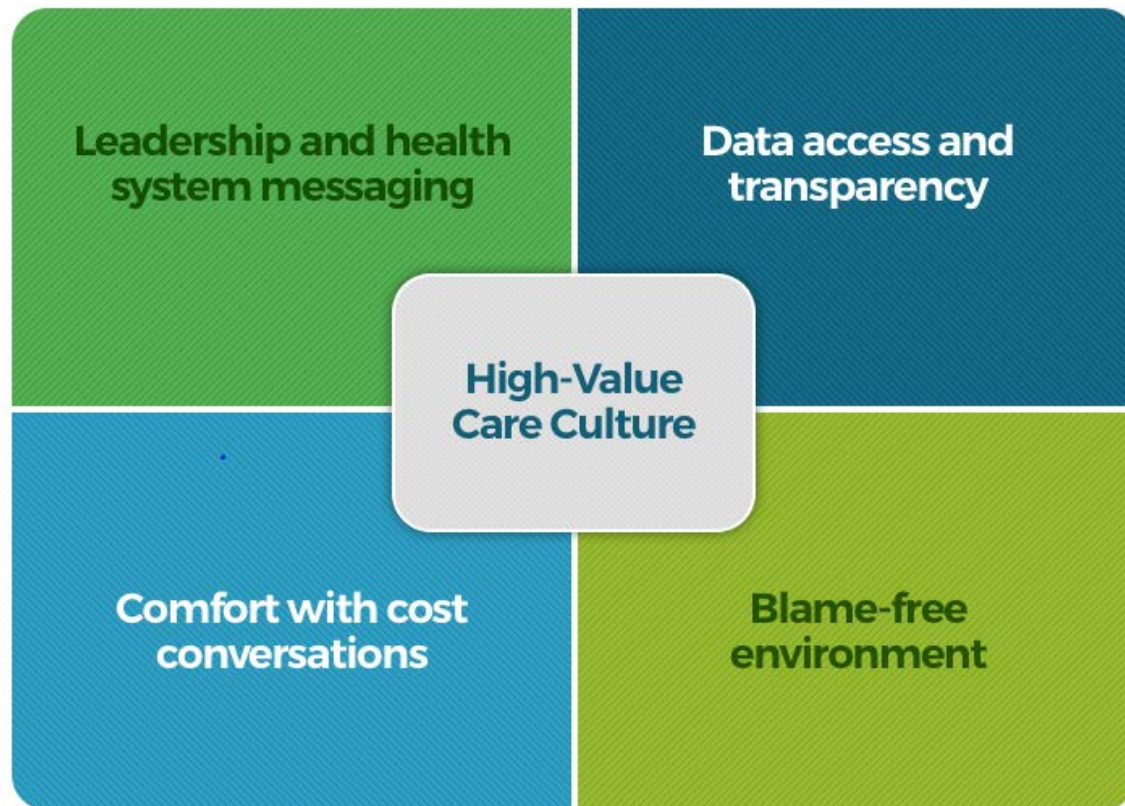 Leadership and health
system messaging
Data access and
transparency
High-Value
Care Culture
Comfort with cost
conversations
Blame-free
environment